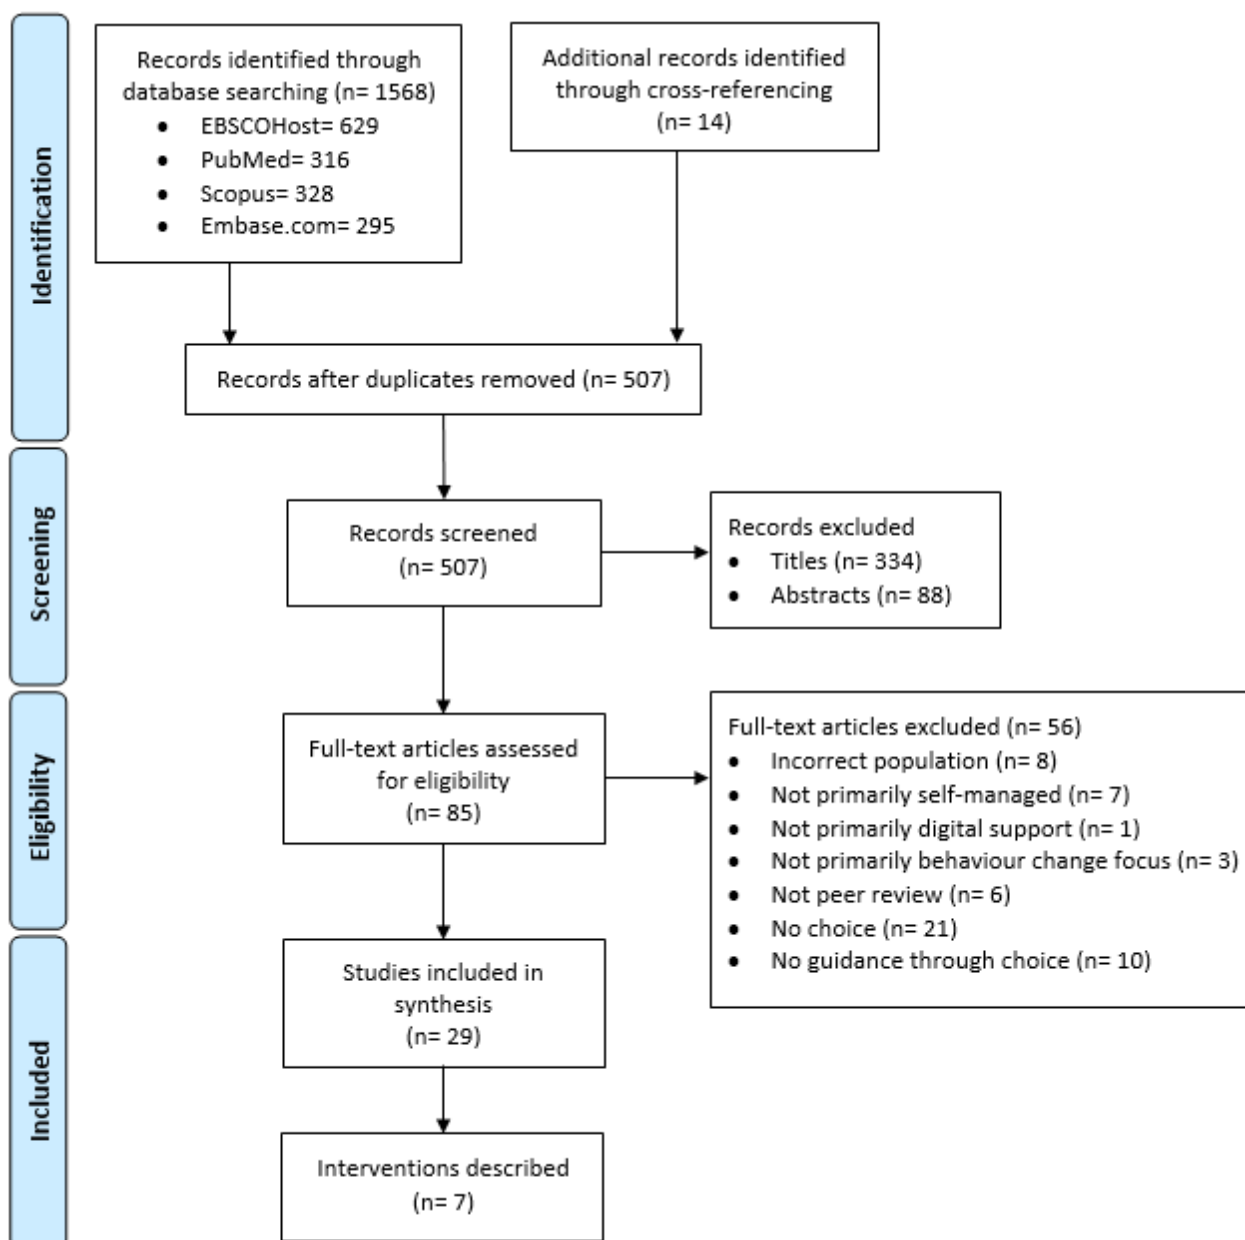 Identification
Records identified through
database searching (n= 1568)
• EBSCOHost= 629
• PubMed= 316
• Scopus= 328
• Embase.com= 295
Additional records identified
through cross-referencing
(n= 14)
Records after duplicates removed (n= 507)
Screening
Records screened
(n= 507)
Records excluded
• Titles (n= 334)
• Abstracts (n= 88)
Eligibility
Full-text articles assessed
for eligibility
(n= 85)
Full-text articles excluded (n= 56)
• Incorrect population (n= 8)
• Not primarily self-managed (n= 7)
• Not primarily digital support (n= 1)
• Not primarily behaviour change focus (n= 3)
• Not peer review (n= 6)
• No choice (n= 21)
• No guidance through choice (n= 10)
Included
Studies included in
synthesis
(n= 29)
Interventions described
(n= 7)